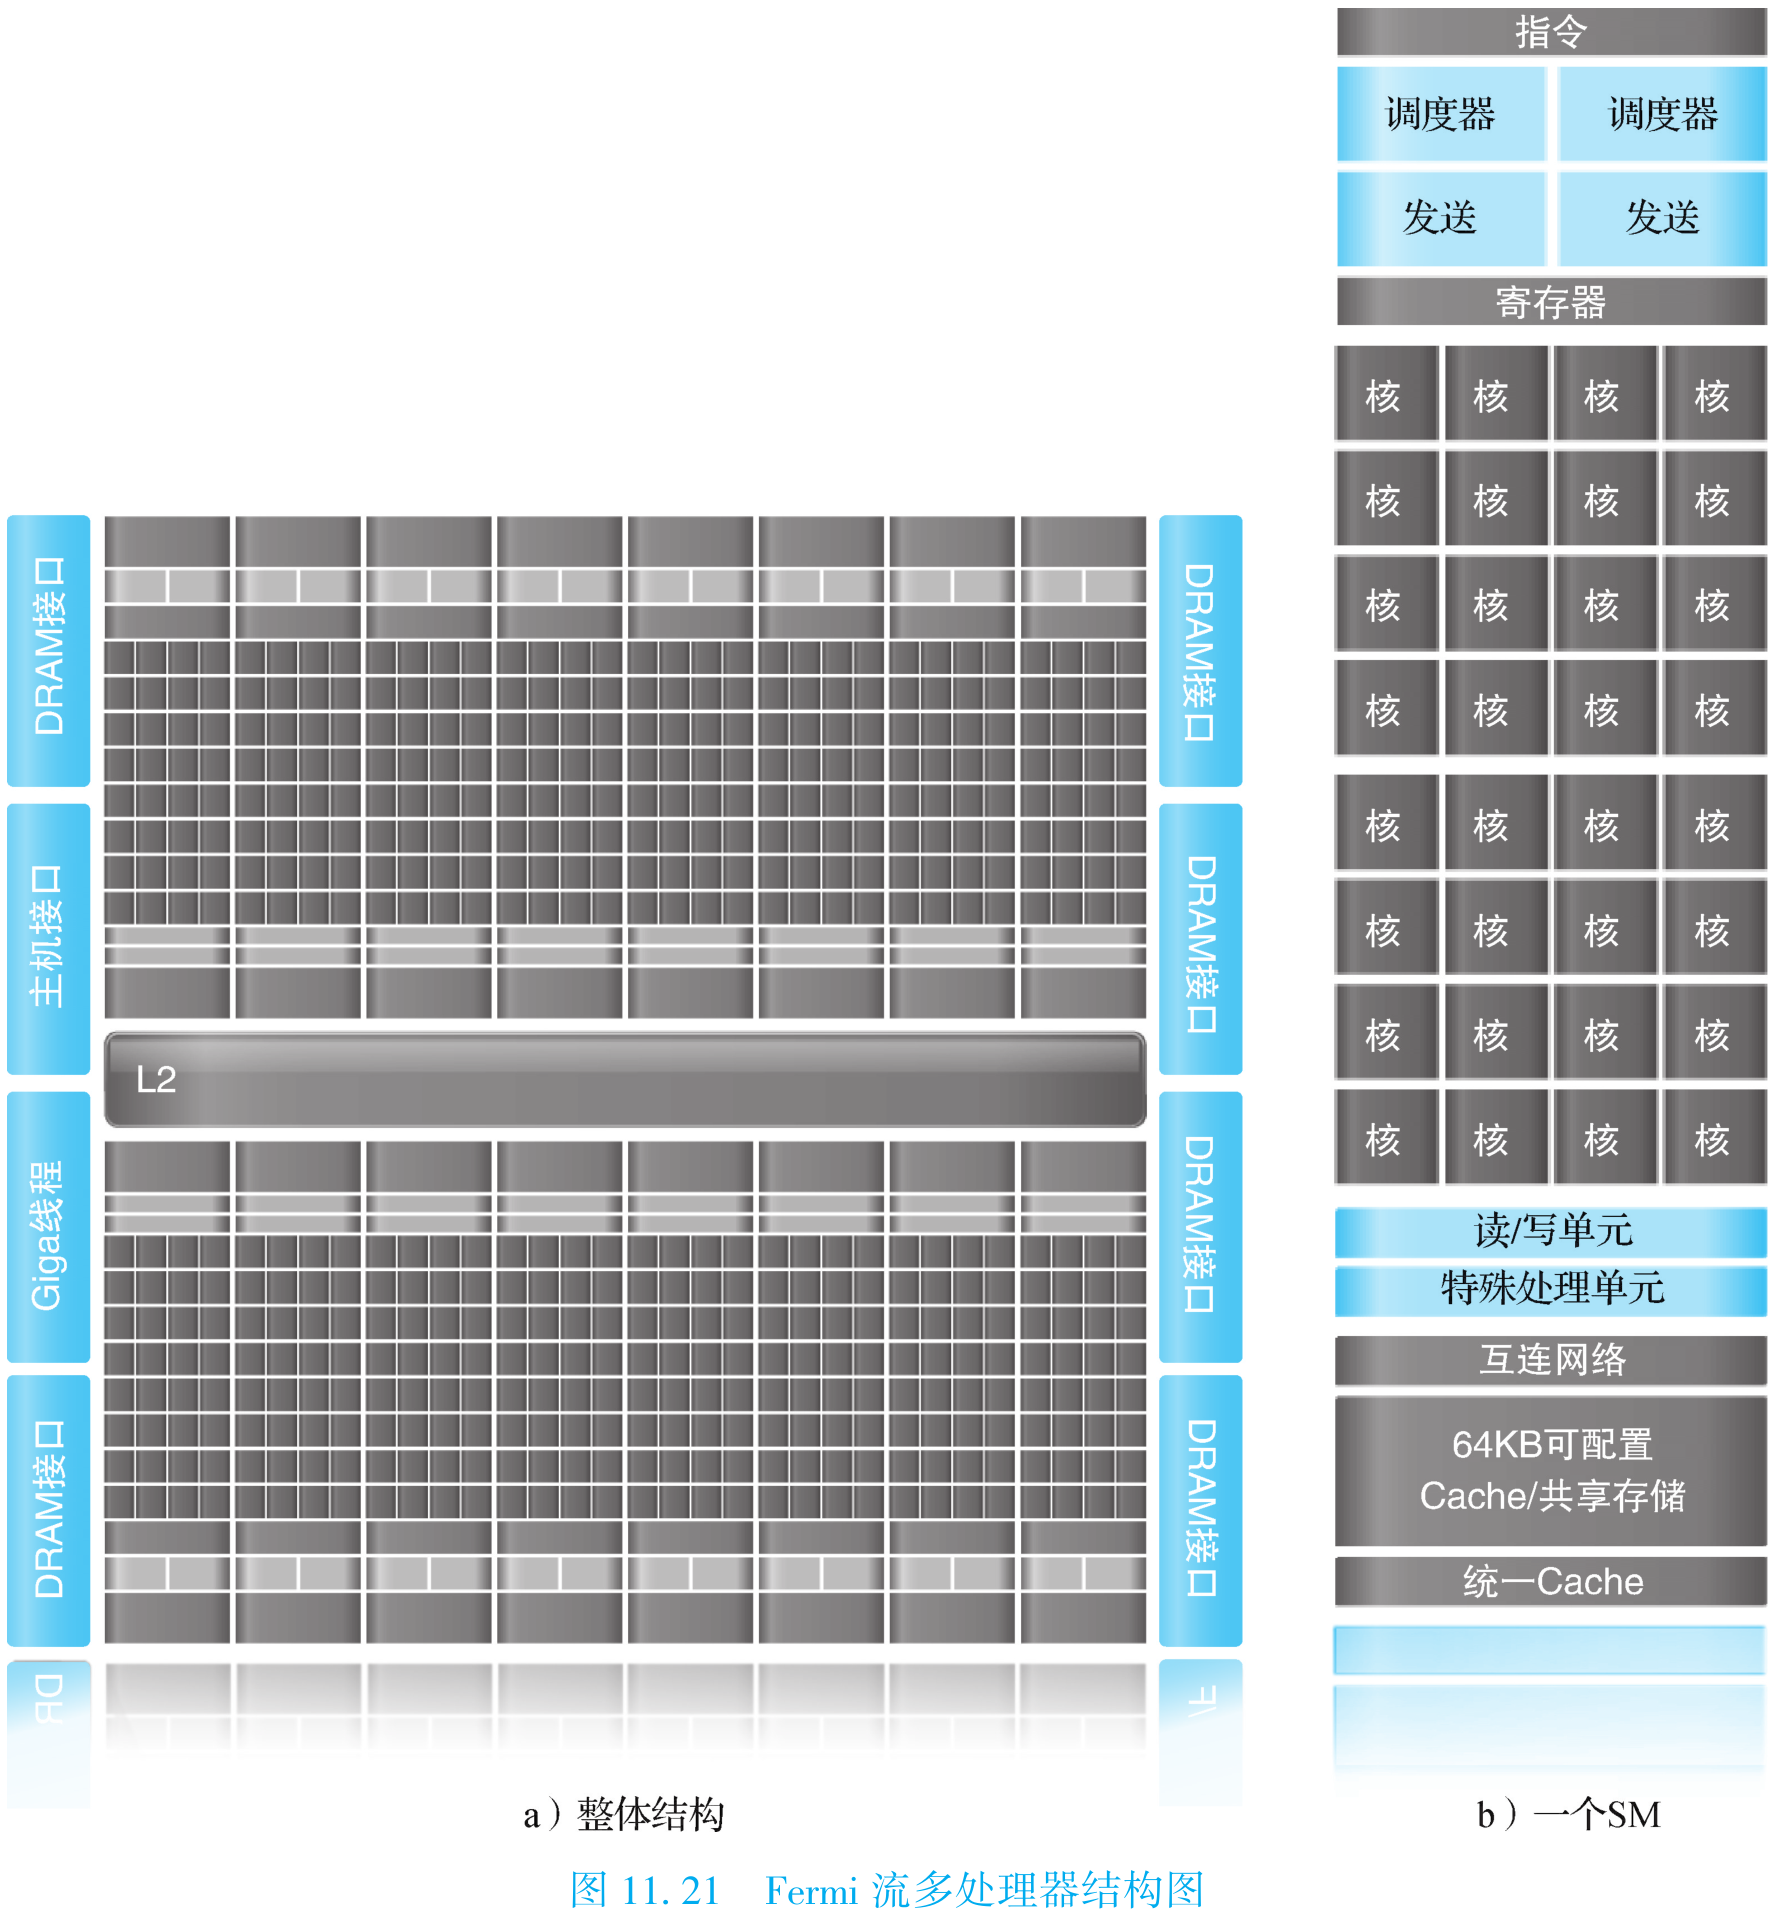 DRAM接口
主机接口
Giga线程
DRAM接口
L2
DRAM接口
DRAM接口
DRAM接口
DRAM接口
a）整体结构
指令
调度器 调度器
发送 发送
寄存器
核 核 核 核
核 核 核 核
核 核 核 核
核 核 核 核
核 核 核 核
核 核 核 核
核 核 核 核
核 核 核 核
读/写单元
特殊处理单元
互连网络
64KB可配置
Cache/共享存储
统一Cache
b）一个SM
图 11.21 Fermi 流多处理器结构图